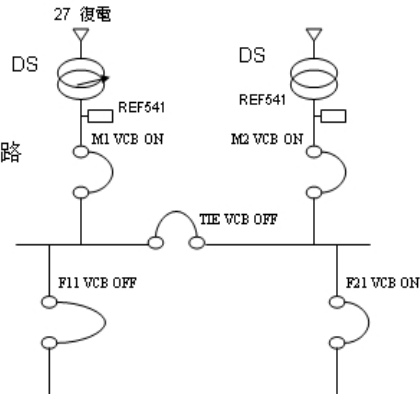 27 復電
DS
DS
REF541
REF541
M1 VCB ON
M2 VCB ON
路
TIE VCB OFF
F11 VCB OFF
F21 VCB ON